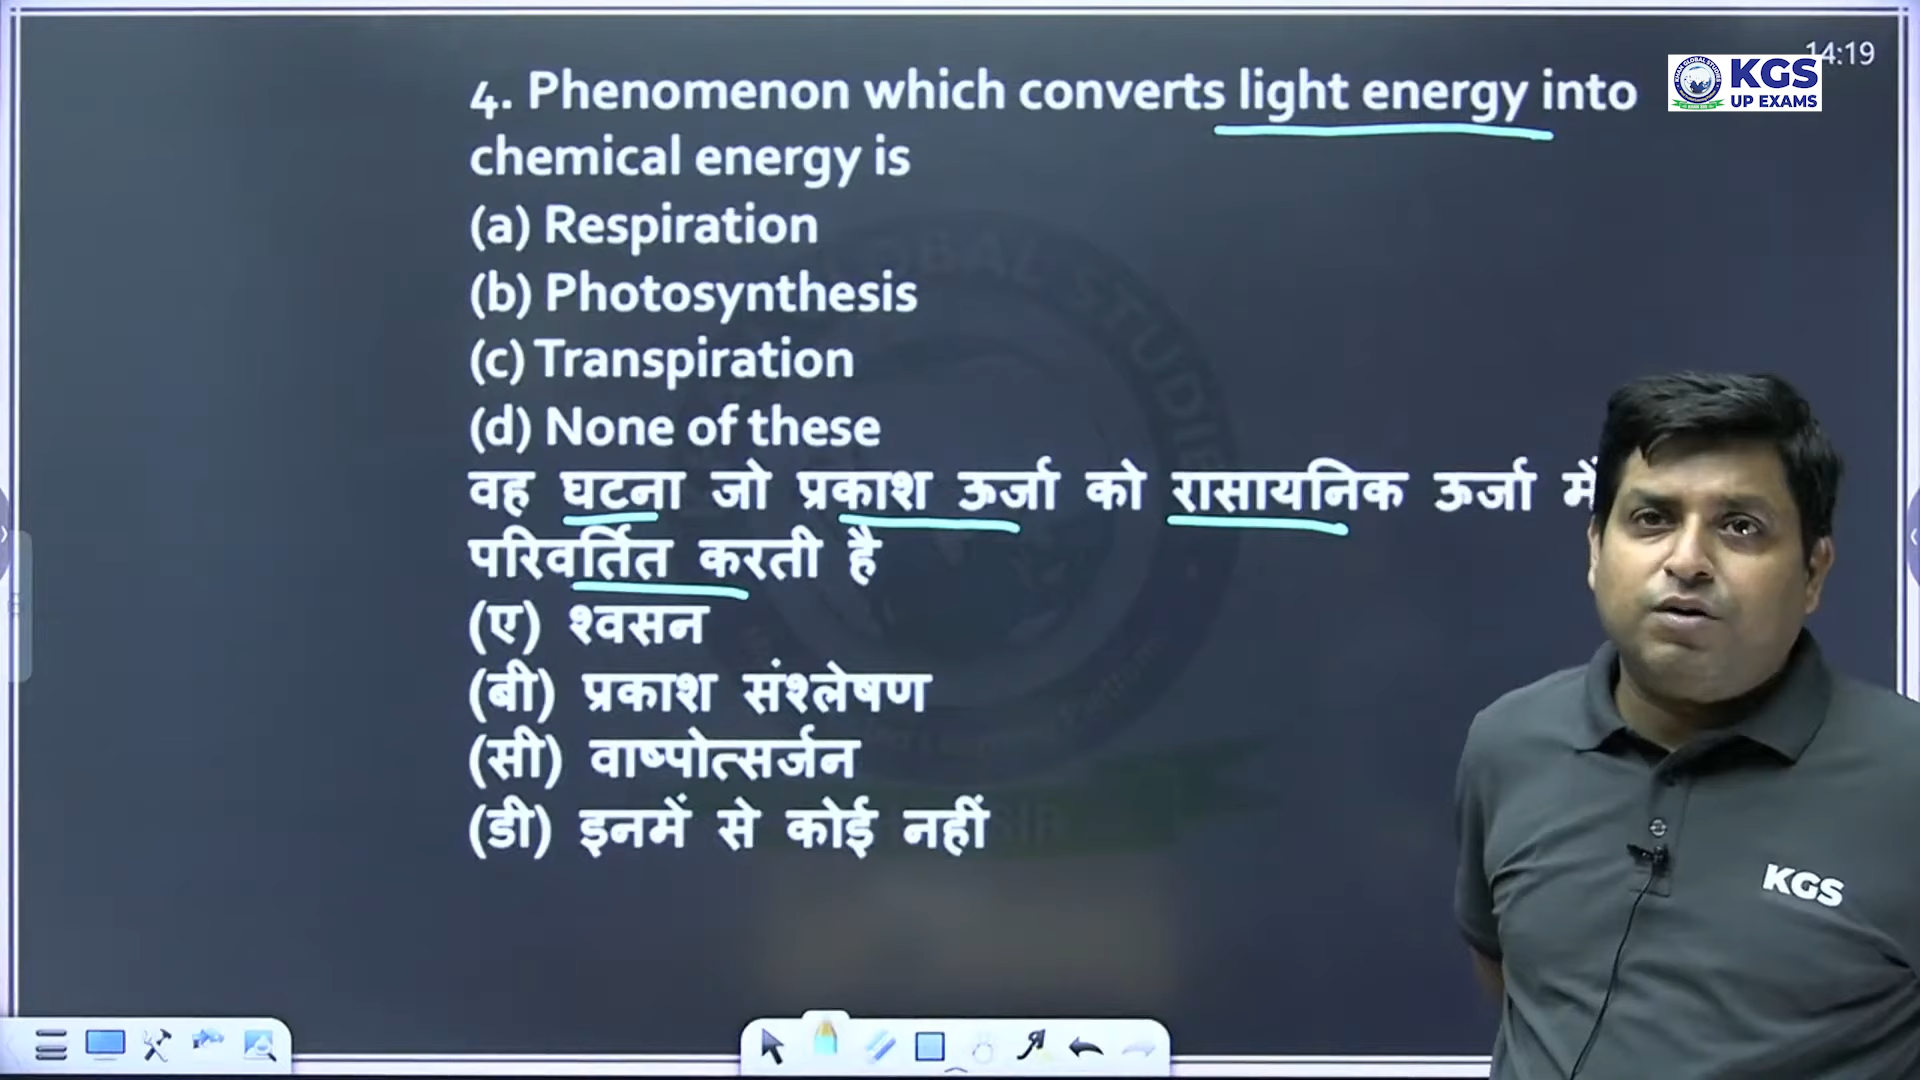 14:19
KGS
UP EXAMS
4. Phenomenon which converts light energy into
chemical energy is
(a) Respiration
(b) Photosynthesis
(c) Transpiration
(d) None of these
वह घटना जो प्रकाश ऊर्जा को रासायनिक ऊर्जा में
परिवर्तित करती है
(ए) श्वसन
(बी) प्रकाश संश्लेषण
(सी) वाष्पोत्सर्जन
(डी) इनमें से कोई नहीं
KGS